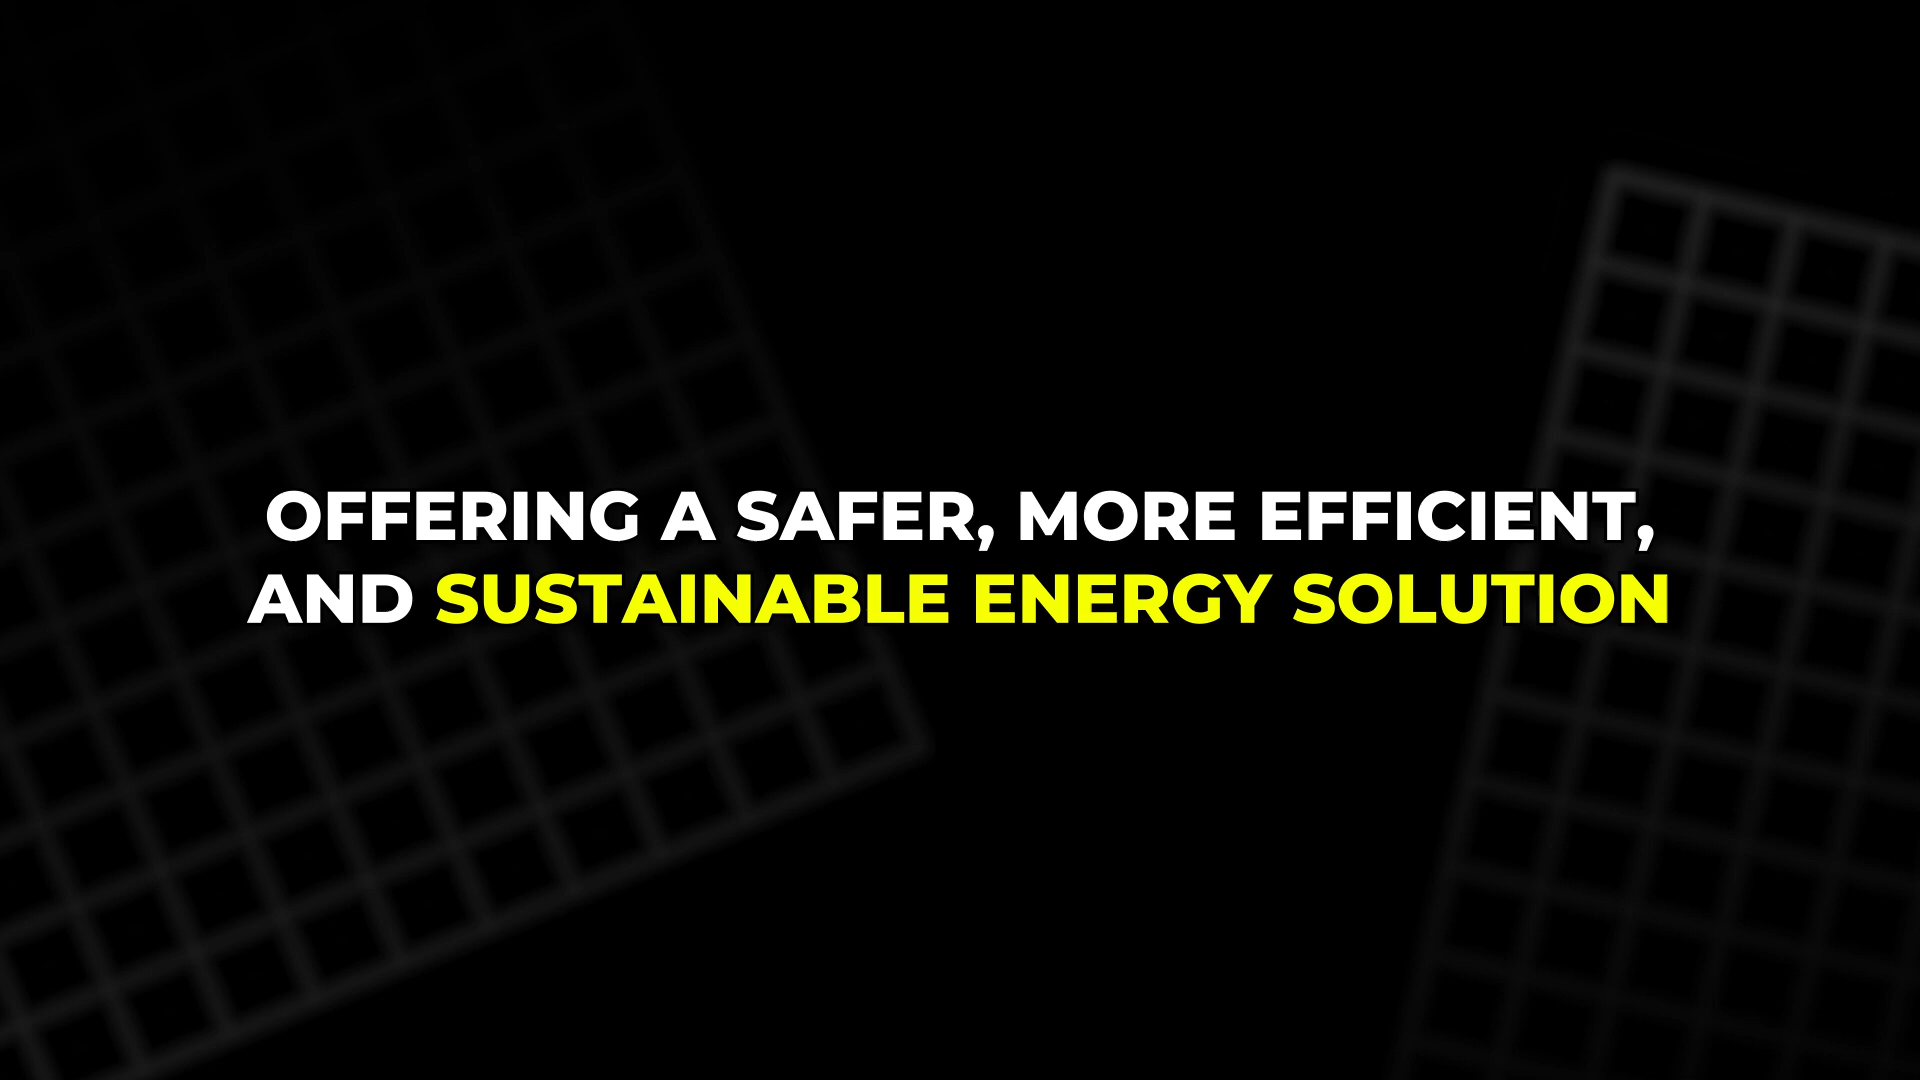 OFFERING A SAFER, MORE EFFICIENT,
AND SUSTAINABLE ENERGY SOLUTION